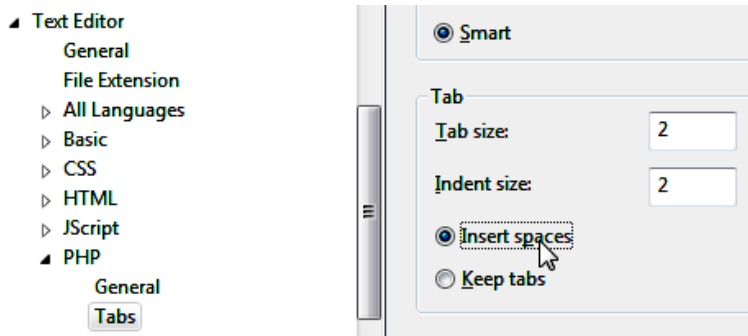 Text Editor
General
File Extension
All Languages
Basic
CSS
HTML
JScript
PHP
General
Tabs
Smart
Tab
Tab size: 2
Indent size: 2
Insert spaces
Keep tabs